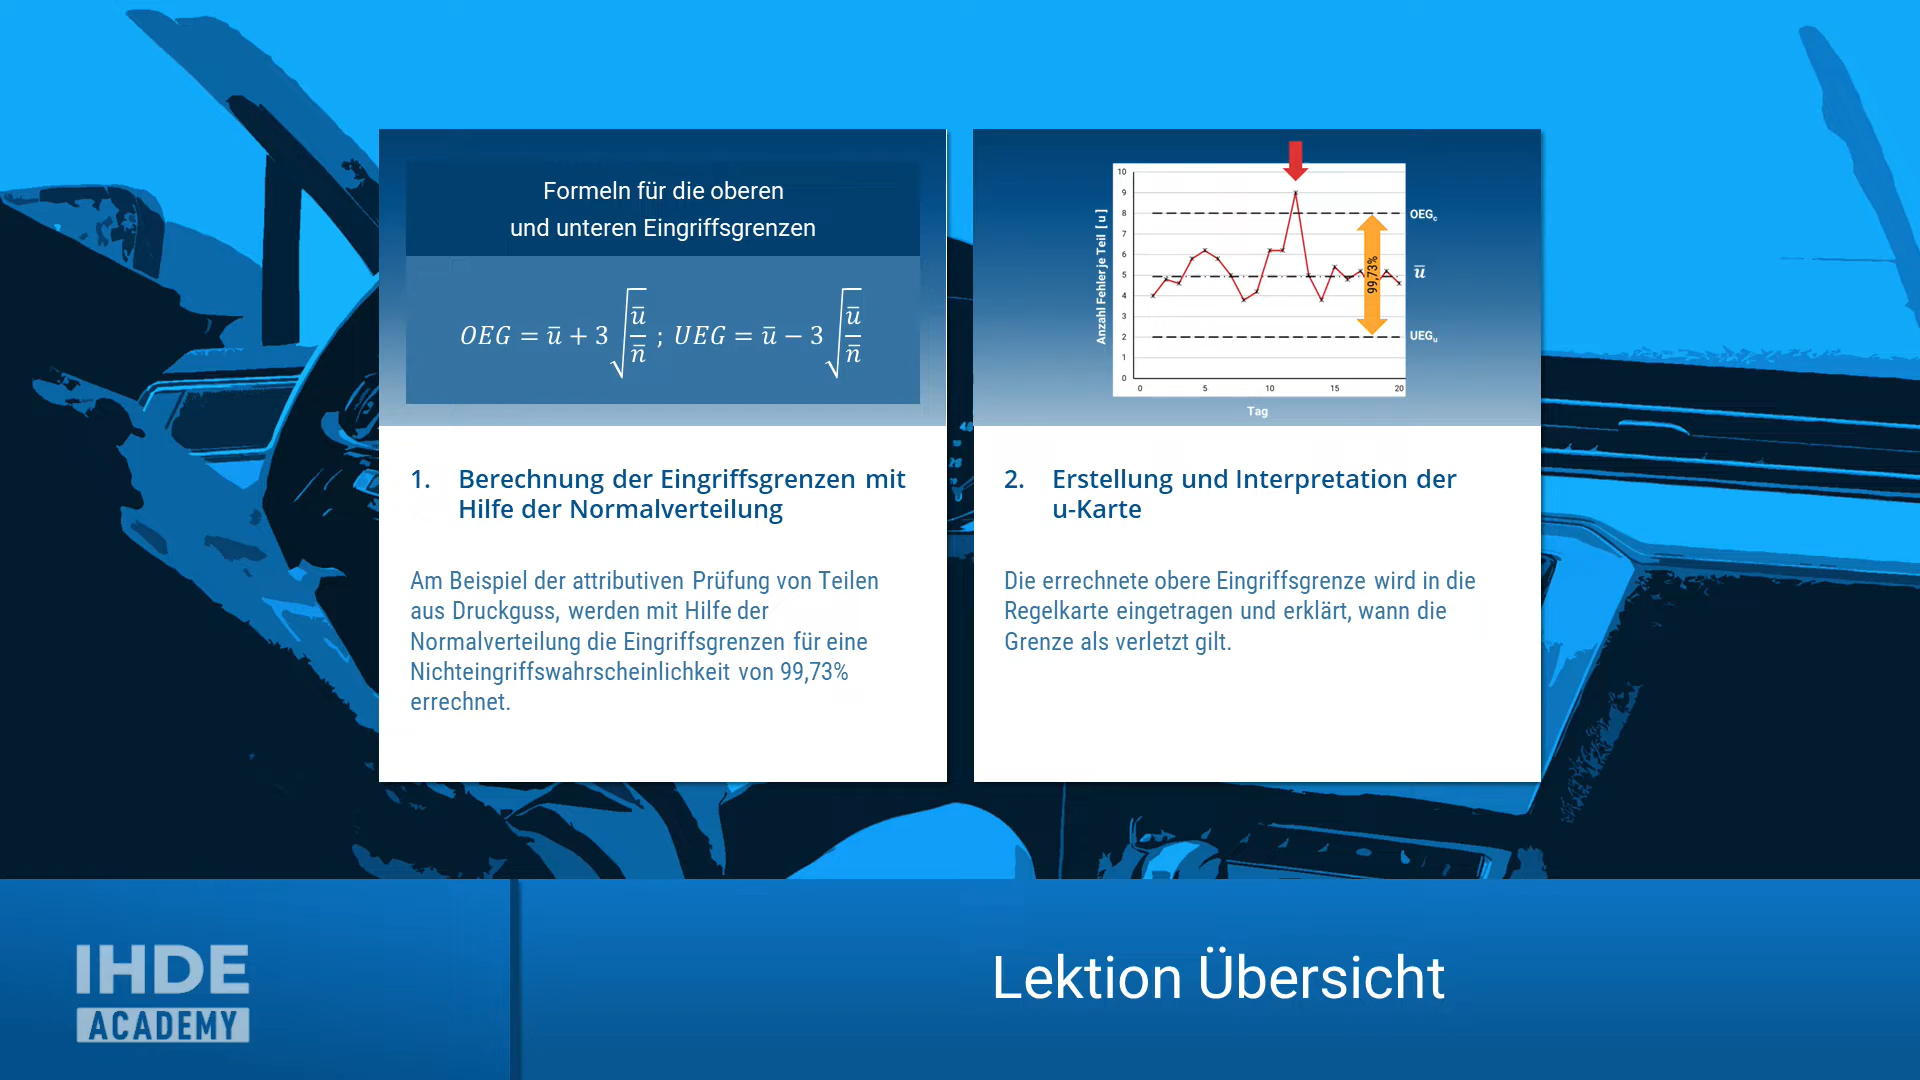 Formeln für die oberen
und unteren Eingriffsgrenzen
OEG = u̅ + 3 √(u̅/n̅) ; UEG = u̅ − 3 √(u̅/n̅)
1. Berechnung der Eingriffsgrenzen mit
Hilfe der Normalverteilung
Am Beispiel der attributiven Prüfung von Teilen
aus Druckguss, werden mit Hilfe der
Normalverteilung die Eingriffsgrenzen für eine
Nichteingriffswahrscheinlichkeit von 99,73%
errechnet.
Anzahl Fehler je Teil [u]
10
9
8
7
6
5
4
3
2
1
0
0 5 10 15 20
Tag
OEGc
u̅
UEGu
99,73%
2. Erstellung und Interpretation der
u-Karte
Die errechnete obere Eingriffsgrenze wird in die
Regelkarte eingetragen und erklärt, wann die
Grenze als verletzt gilt.
IHDE
ACADEMY
Lektion Übersicht